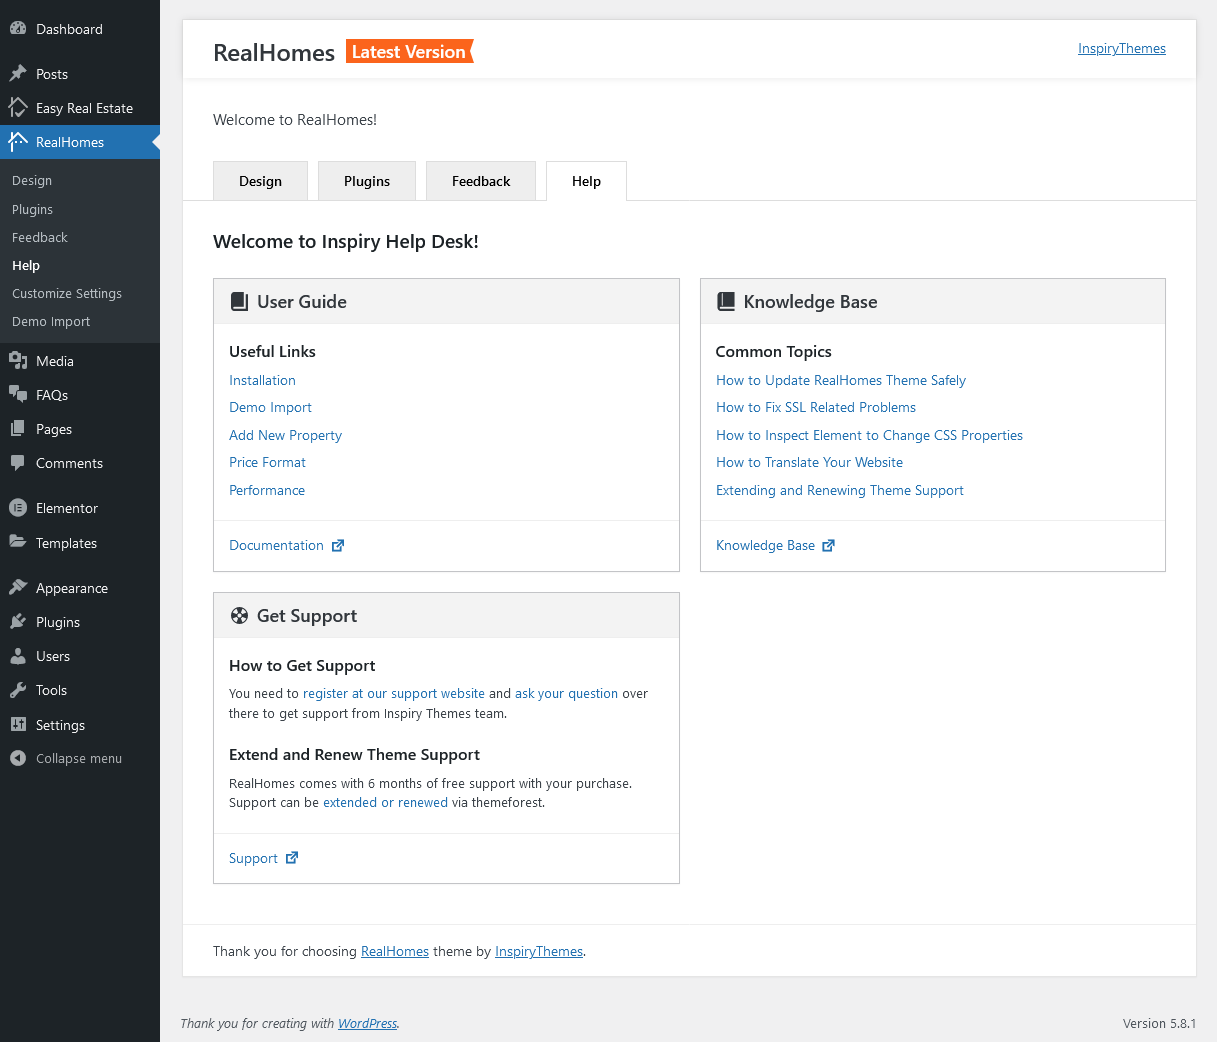 Dashboard
Posts
Easy Real Estate
RealHomes
Design
Plugins
Feedback
Help
Customize Settings
Demo Import
Media
FAQs
Pages
Comments
Elementor
Templates
Appearance
Plugins
Users
Tools
Settings
Collapse menu
RealHomes Latest Version
InspiryThemes
Welcome to RealHomes!
Design Plugins Feedback Help
Welcome to Inspiry Help Desk!
User Guide
Useful Links
Installation
Demo Import
Add New Property
Price Format
Performance
Documentation
Knowledge Base
Common Topics
How to Update RealHomes Theme Safely
How to Fix SSL Related Problems
How to Inspect Element to Change CSS Properties
How to Translate Your Website
Extending and Renewing Theme Support
Knowledge Base
Get Support
How to Get Support
You need to register at our support website and ask your question over
there to get support from Inspiry Themes team.
Extend and Renew Theme Support
RealHomes comes with 6 months of free support with your purchase.
Support can be extended or renewed via themeforest.
Support
Thank you for choosing RealHomes theme by InspiryThemes.
Thank you for creating with WordPress.
Version 5.8.1